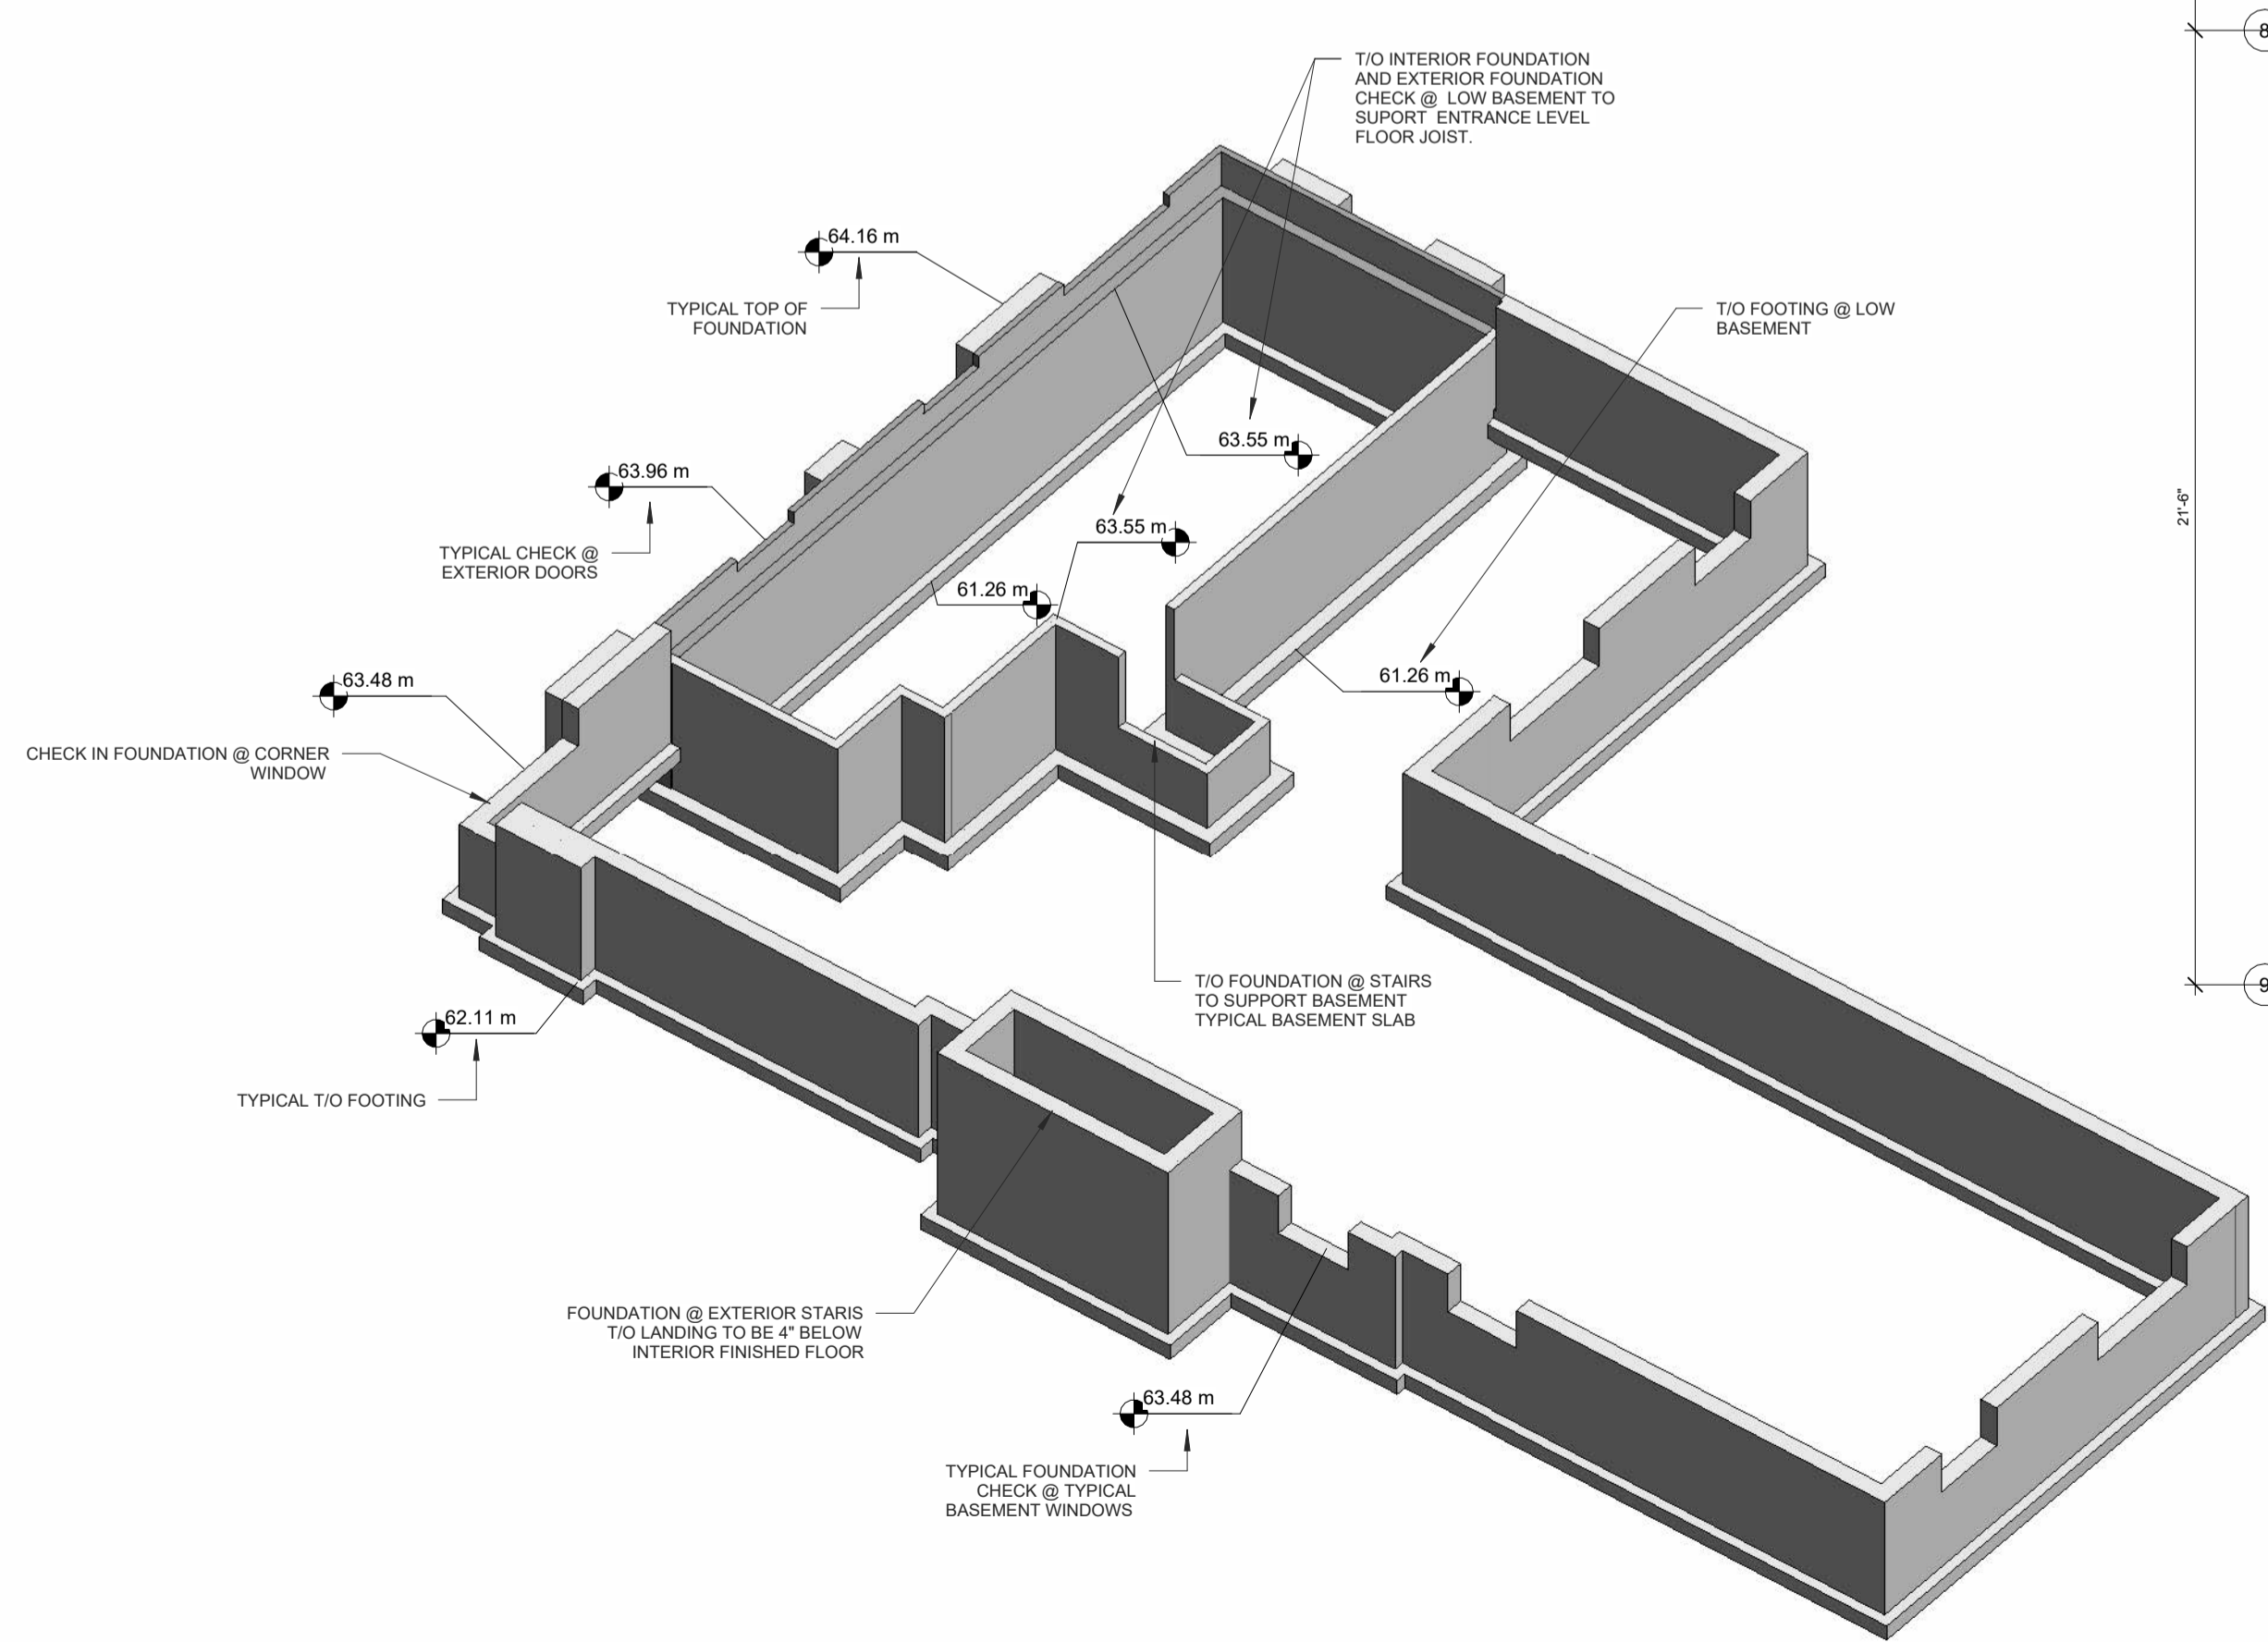 8
T/O INTERIOR FOUNDATION
AND EXTERIOR FOUNDATION
CHECK @ LOW BASEMENT TO
SUPORT ENTRANCE LEVEL
FLOOR JOIST.
64.16 m
TYPICAL TOP OF
FOUNDATION
T/O FOOTING @ LOW
BASEMENT
63.55 m
63.96 m
TYPICAL CHECK @
EXTERIOR DOORS
21'-6"
63.55 m
61.26 m
61.26 m
63.48 m
CHECK IN FOUNDATION @ CORNER
WINDOW
T/O FOUNDATION @ STAIRS
TO SUPPORT BASEMENT
TYPICAL BASEMENT SLAB
9
62.11 m
TYPICAL T/O FOOTING
FOUNDATION @ EXTERIOR STARIS
T/O LANDING TO BE 4" BELOW
INTERIOR FINISHED FLOOR
63.48 m
TYPICAL FOUNDATION
CHECK @ TYPICAL
BASEMENT WINDOWS